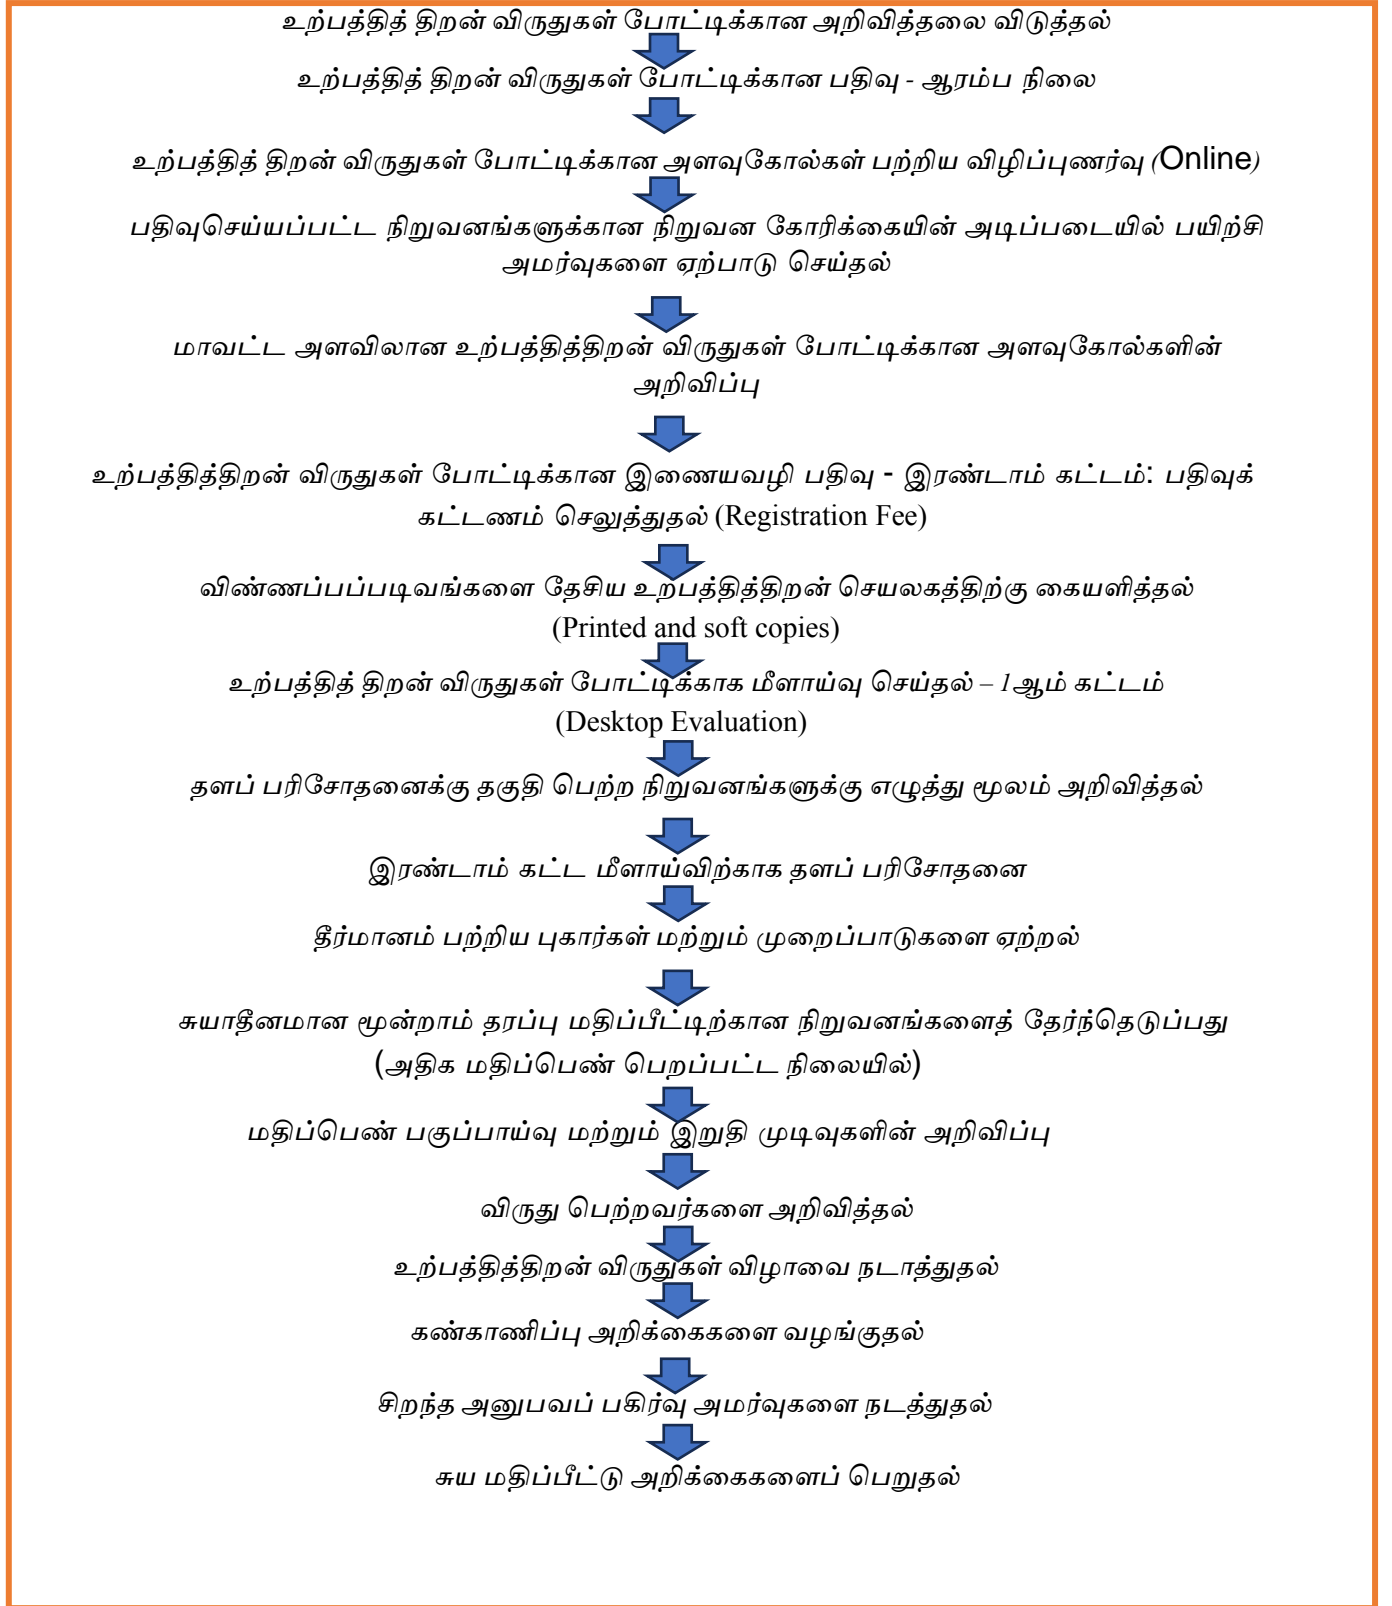 உற்பத்தித் திறன் விருதுகள் போட்டிக்கான அறிவித்தலை விடுத்தல்
உற்பத்தித் திறன் விருதுகள் போட்டிக்கான பதிவு - ஆரம்ப நிலை
உற்பத்தித் திறன் விருதுகள் போட்டிக்கான அளவுகோல்கள் பற்றிய விழிப்புணர்வு (Online)
பதிவுசெய்யப்பட்ட நிறுவனங்களுக்கான நிறுவன கோரிக்கையின் அடிப்படையில் பயிற்சி
அமர்வுகளை ஏற்பாடு செய்தல்
மாவட்ட அளவிலான உற்பத்தித்திறன் விருதுகள் போட்டிக்கான அளவுகோல்களின்
அறிவிப்பு
உற்பத்தித்திறன் விருதுகள் போட்டிக்கான இணையவழி பதிவு - இரண்டாம் கட்டம்: பதிவுக்
கட்டணம் செலுத்துதல் (Registration Fee)
விண்ணப்பப்படிவங்களை தேசிய உற்பத்தித்திறன் செயலகத்திற்கு கையளித்தல்
(Printed and soft copies)
உற்பத்தித் திறன் விருதுகள் போட்டிக்காக மீளாய்வு செய்தல் – 1ஆம் கட்டம்
(Desktop Evaluation)
தளப் பரிசோதனைக்கு தகுதி பெற்ற நிறுவனங்களுக்கு எழுத்து மூலம் அறிவித்தல்
இரண்டாம் கட்ட மீளாய்விற்காக தளப் பரிசோதனை
தீர்மானம் பற்றிய புகார்கள் மற்றும் முறைப்பாடுகளை ஏற்றல்
சுயாதீனமான மூன்றாம் தரப்பு மதிப்பீட்டிற்கான நிறுவனங்களைத் தேர்ந்தெடுப்பது
(அதிக மதிப்பெண் பெறப்பட்ட நிலையில்)
மதிப்பெண் பகுப்பாய்வு மற்றும் இறுதி முடிவுகளின் அறிவிப்பு
விருது பெற்றவர்களை அறிவித்தல்
உற்பத்தித்திறன் விருதுகள் விழாவை நடாத்துதல்
கண்காணிப்பு அறிக்கைகளை வழங்குதல்
சிறந்த அனுபவப் பகிர்வு அமர்வுகளை நடத்துதல்
சுய மதிப்பீட்டு அறிக்கைகளைப் பெறுதல்